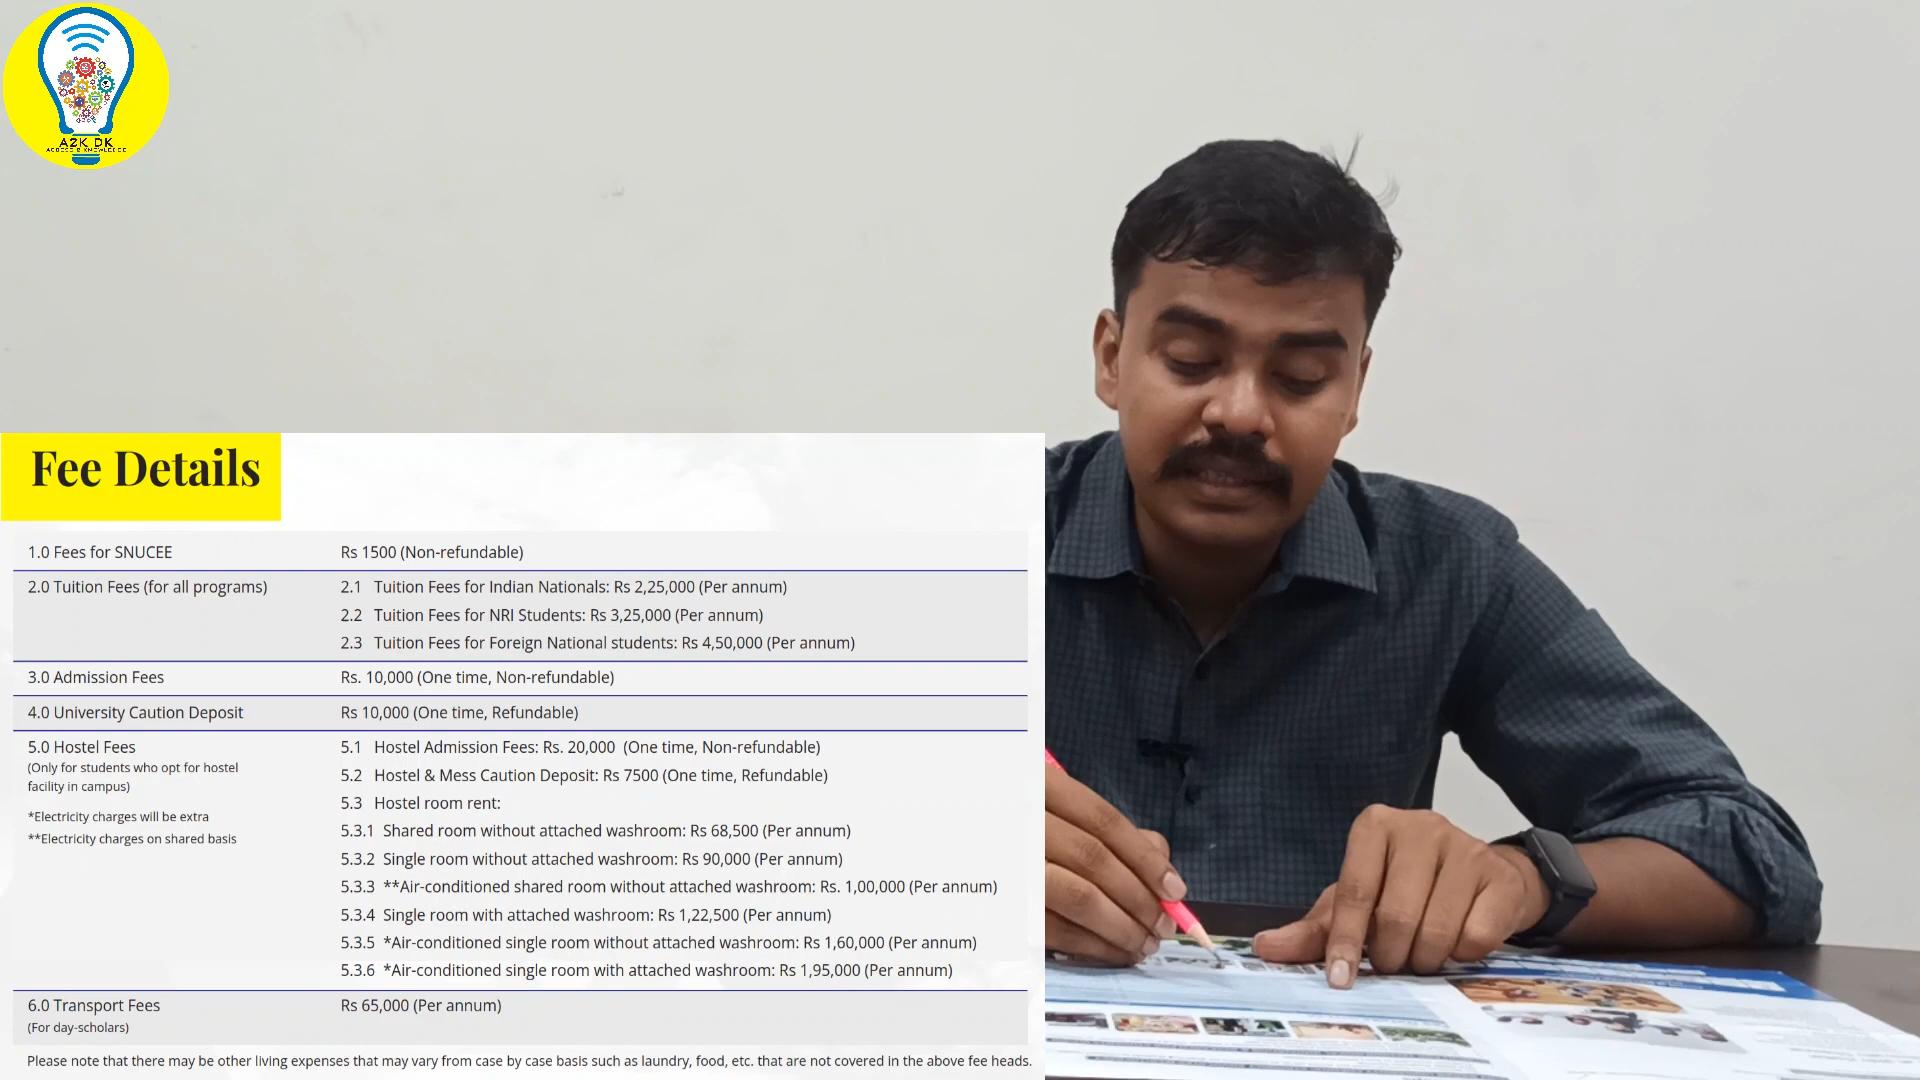 A2K DK
ACCESS 2 KNOWLEDGE
Fee Details
1.0 Fees for SNUCEE
Rs 1500 (Non-refundable)
2.0 Tuition Fees (for all programs)
2.1 Tuition Fees for Indian Nationals: Rs 2,25,000 (Per annum)
2.2 Tuition Fees for NRI Students: Rs 3,25,000 (Per annum)
2.3 Tuition Fees for Foreign National students: Rs 4,50,000 (Per annum)
3.0 Admission Fees
Rs. 10,000 (One time, Non-refundable)
4.0 University Caution Deposit
Rs 10,000 (One time, Refundable)
5.0 Hostel Fees
(Only for students who opt for hostel
facility in campus)
*Electricity charges will be extra
**Electricity charges on shared basis
5.1 Hostel Admission Fees: Rs. 20,000 (One time, Non-refundable)
5.2 Hostel & Mess Caution Deposit: Rs 7500 (One time, Refundable)
5.3 Hostel room rent:
5.3.1 Shared room without attached washroom: Rs 68,500 (Per annum)
5.3.2 Single room without attached washroom: Rs 90,000 (Per annum)
5.3.3 **Air-conditioned shared room without attached washroom: Rs. 1,00,000 (Per annum)
5.3.4 Single room with attached washroom: Rs 1,22,500 (Per annum)
5.3.5 *Air-conditioned single room without attached washroom: Rs 1,60,000 (Per annum)
5.3.6 *Air-conditioned single room with attached washroom: Rs 1,95,000 (Per annum)
6.0 Transport Fees
(For day-scholars)
Rs 65,000 (Per annum)
Please note that there may be other living expenses that may vary from case by case basis such as laundry, food, etc. that are not covered in the above fee heads.